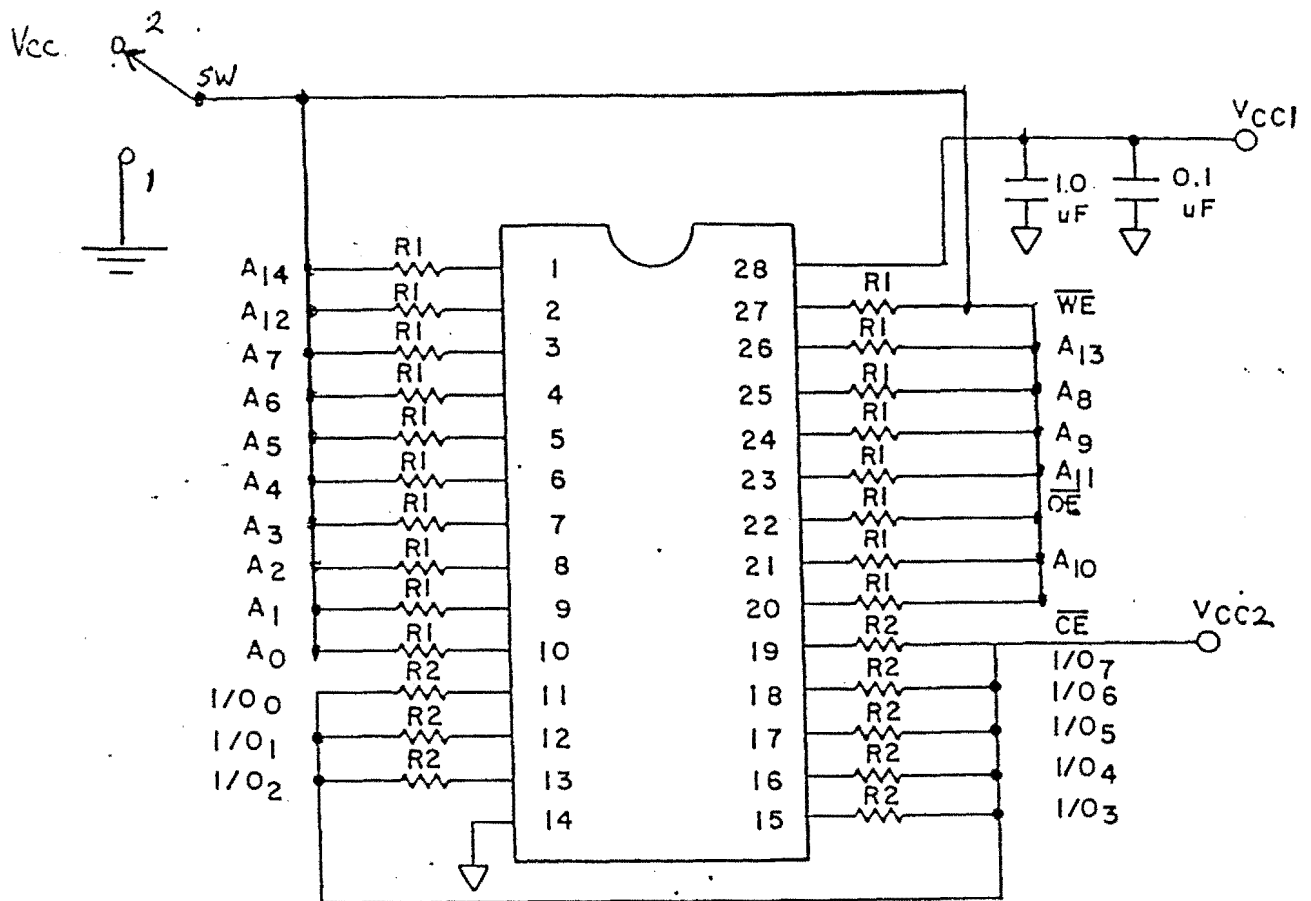 Vcc. 2
SW
1
VCC1
1.0 uF
0.1 uF
A14 R1 1 28
A12 R1 2 27 R1 WE
A7 R1 3 26 R1 A13
A6 R1 4 25 R1 A8
A5 R1 5 24 R1 A9
A4 R1 6 23 R1 A11
A3 R1 7 22 R1 OE
A2 R1 8 21 R1 A10
A1 R1 9 20 R1 CE
A0 R1 10 19 R2 I/O7
VCC2
I/O0 R2 11 18 R2 I/O6
I/O1 R2 12 17 R2 I/O5
I/O2 R2 13 16 R2 I/O4
14 15 R2 I/O3